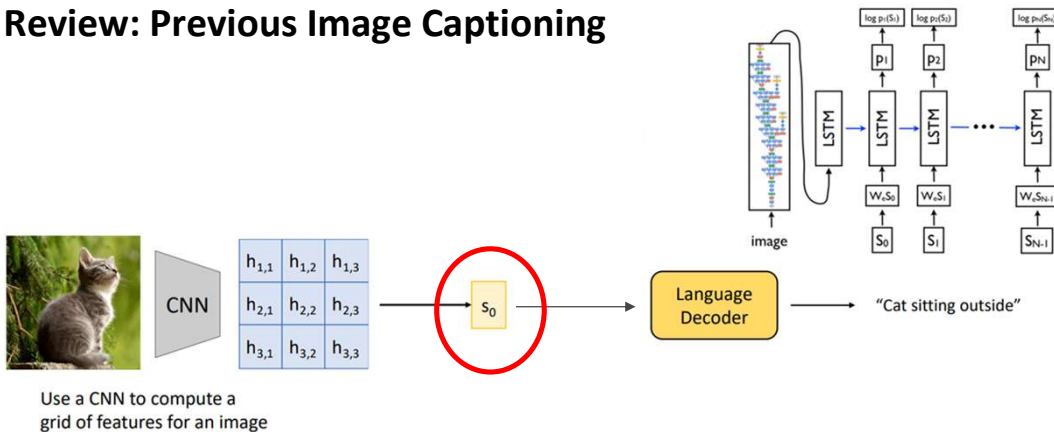 Review: Previous Image Captioning
log p₁(S₁) log p₂(S₂) log pN(SN)
p₁ p₂ pN
LSTM LSTM LSTM ••• LSTM
WₑS₀ WₑS₁ WₑSN-1
image S₀ S₁ SN-1
CNN
h₁,₁ h₁,₂ h₁,₃
h₂,₁ h₂,₂ h₂,₃
h₃,₁ h₃,₂ h₃,₃
s₀
Language
Decoder
“Cat sitting outside”
Use a CNN to compute a
grid of features for an image